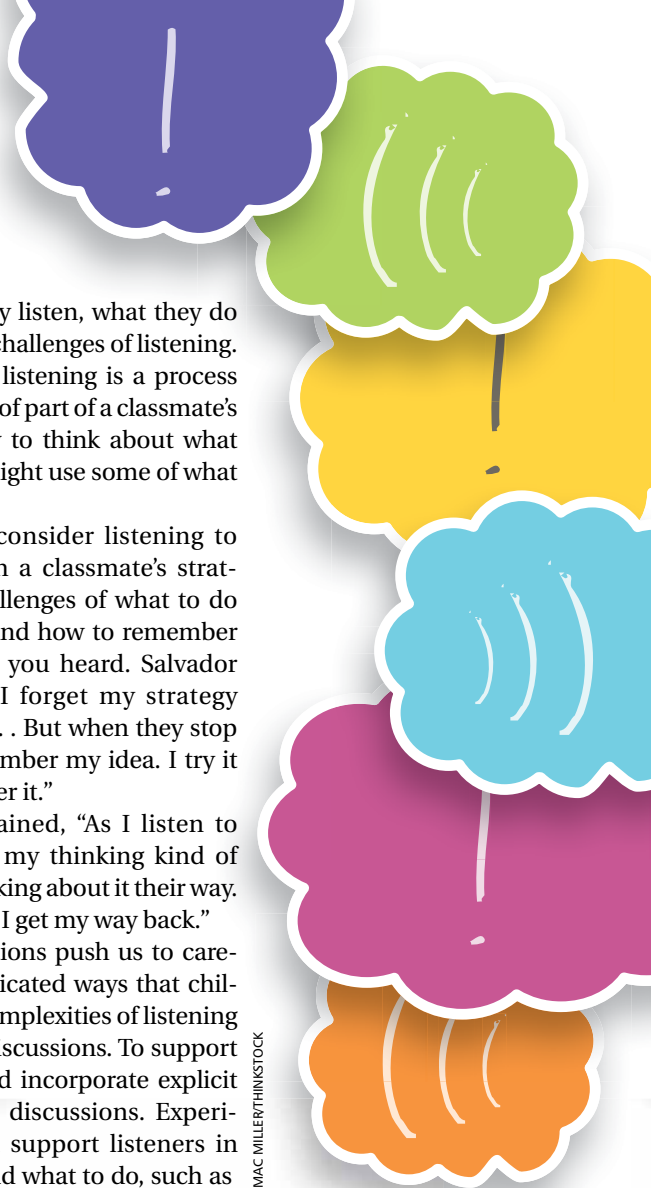 y listen, what they do
challenges of listening.
listening is a process
of part of a classmate's
to think about what
ight use some of what
consider listening to
a classmate's strat-
llenges of what to do
nd how to remember
you heard. Salvador
I forget my strategy
. . But when they stop
mber my idea. I try it
er it.”
ained, “As I listen to
my thinking kind of
king about it their way.
I get my way back.”
ions push us to care-
icated ways that chil-
mplexities of listening
iscussions. To support
d incorporate explicit
discussions. Experi-
support listeners in
nd what to do, such as
MAC MILLER/THINKSTOCK